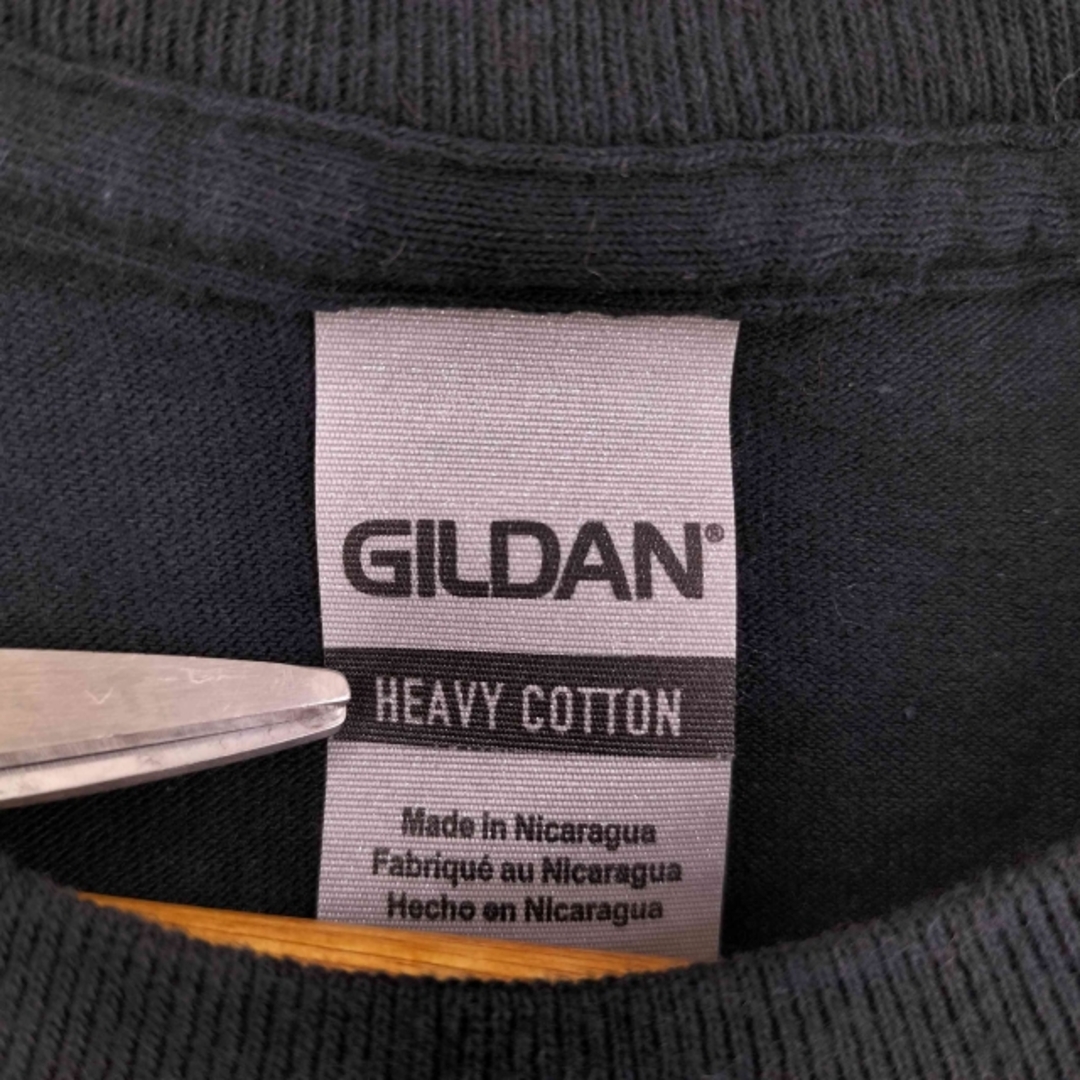 GILDAN®
HEAVY COTTON
Made in Nicaragua
Fabriqué au Nicaragua
Hecho en Nicaragua